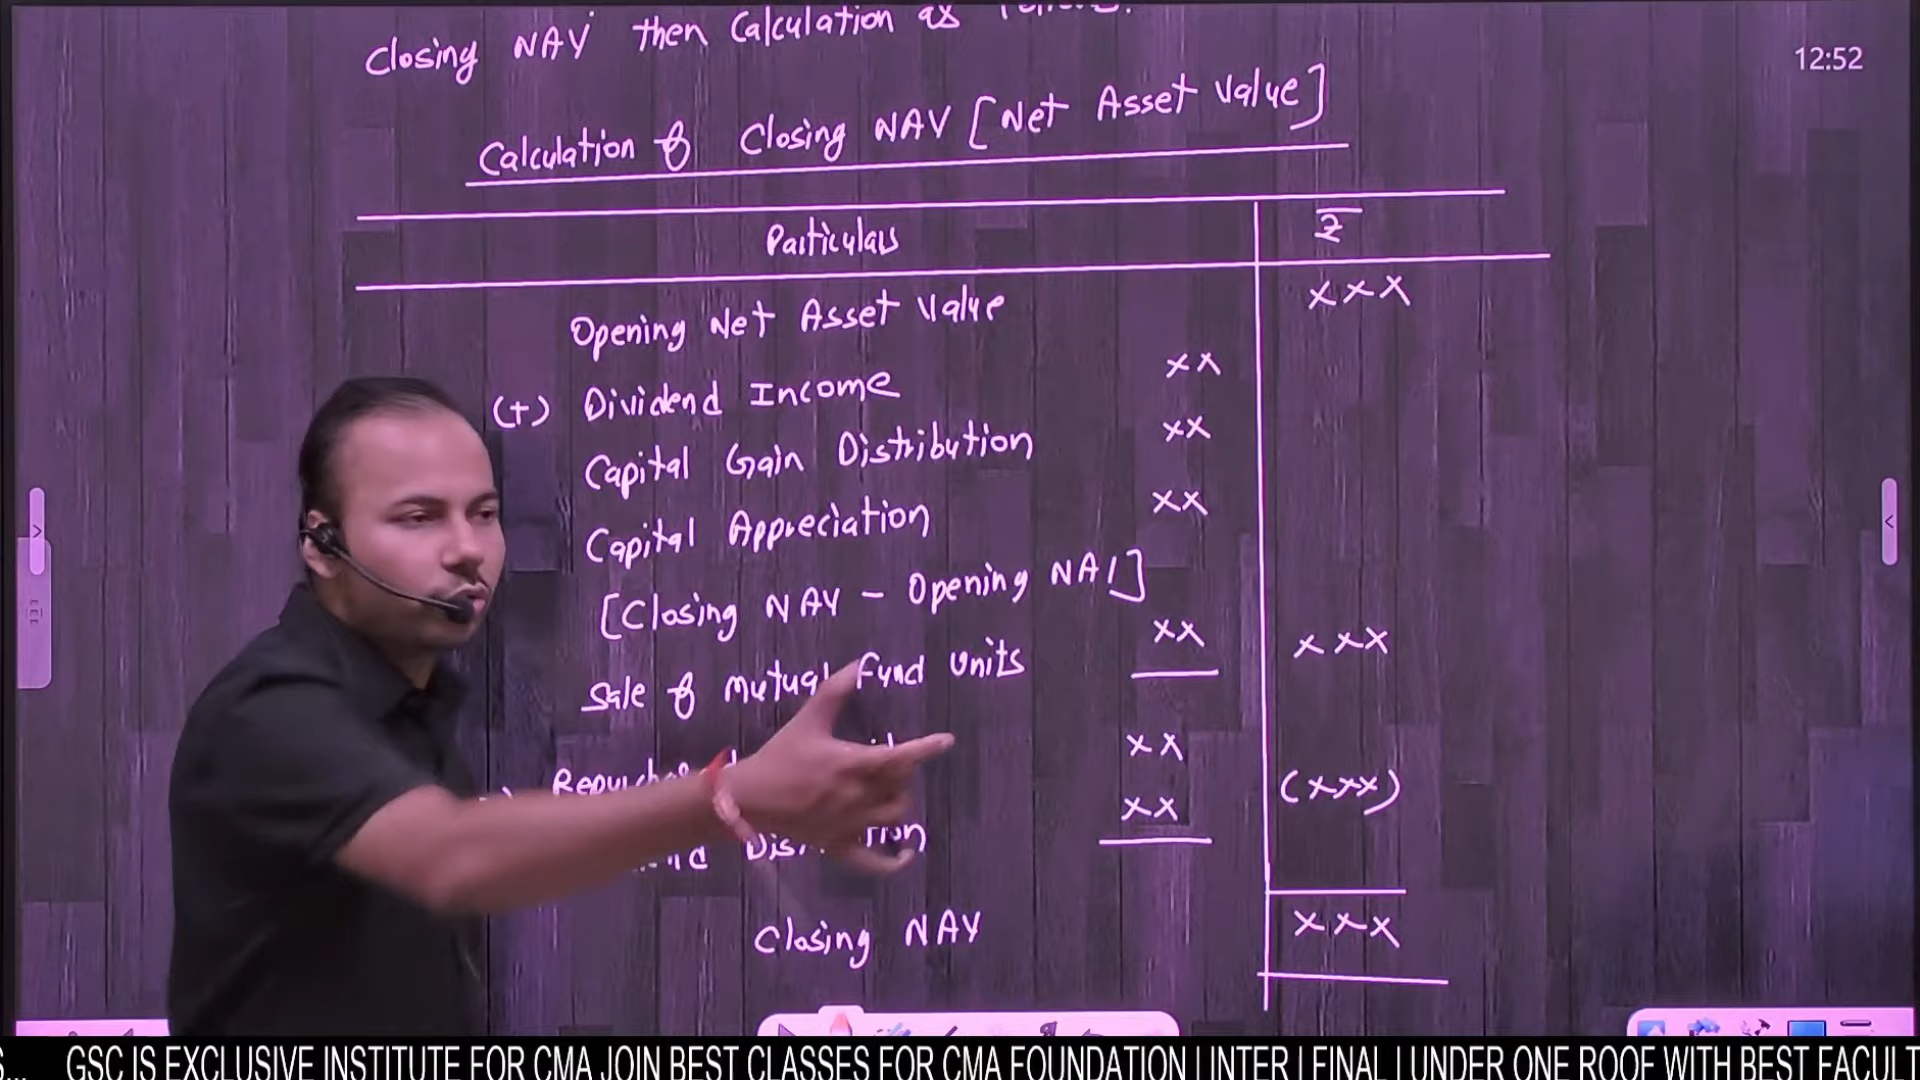 Closing NAV then Calculation as
12:52
Calculation of Closing NAV [Net Asset Value]
Particulars ₹
Opening Net Asset Value xxx
(+) Dividend Income xx
Capital Gain Distribution xx
Capital Appreciation xx
[Closing NAV - Opening NAV]
Sale of Mutual Fund Units xx xxx
xx
xx (xxx)
Closing NAV xxx
GSC IS EXCLUSIVE INSTITUTE FOR CMA JOIN BEST CLASSES FOR CMA FOUNDATION | INTER | FINAL | UNDER ONE ROOF WITH BEST FACULT